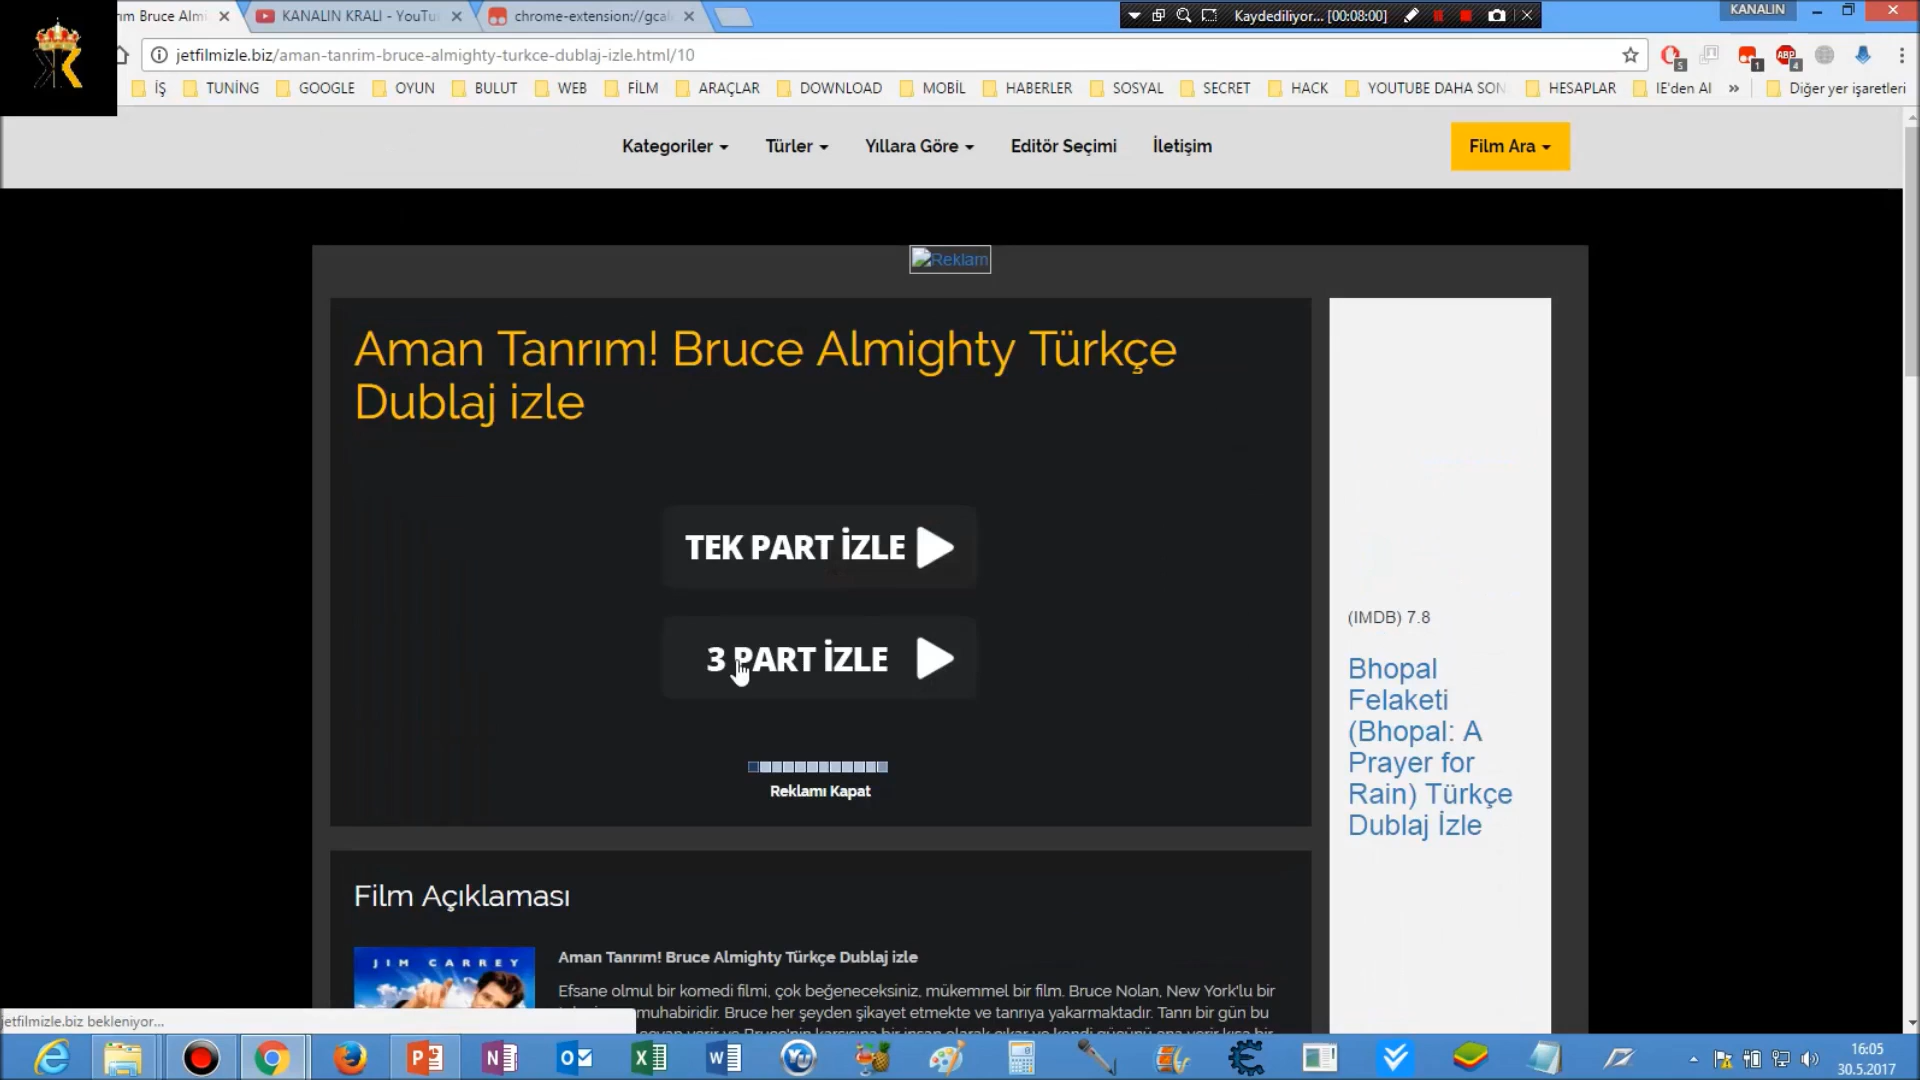 ım Bruce Almi
KANALIN KRALI - YouTu
chrome-extension://gcal
Kaydediliyor... [00:08:00]
KANALIN
jetfilmizle.biz/aman-tanrim-bruce-almighty-turkce-dublaj-izle.html/10
5
1
ABP
4
İŞ
TUNİNG
GOOGLE
OYUN
BULUT
WEB
FİLM
ARAÇLAR
DOWNLOAD
MOBİL
HABERLER
SOSYAL
SECRET
HACK
YOUTUBE DAHA SON
HESAPLAR
IE'den Al
»
Diğer yer işaretleri
Kategoriler
Türler
Yıllara Göre
Editör Seçimi
İletişim
Film Ara
Reklam
Aman Tanrım! Bruce Almighty Türkçe
Dublaj izle
TEK PART İZLE
3 PART İZLE
Reklamı Kapat
(IMDB) 7.8
Bhopal
Felaketi
(Bhopal: A
Prayer for
Rain) Türkçe
Dublaj İzle
Film Açıklaması
JIM CARREY
Aman Tanrım! Bruce Almighty Türkçe Dublaj izle
Efsane olmul bir komedi filmi, çok beğeneceksiniz, mükemmel bir film. Bruce Nolan, New York'lu bir
muhabiridir. Bruce her şeyden şikayet etmekte ve tanrıya yakarmaktadır. Tanrı bir gün bu
jetfilmizle.biz bekleniyor...
16:05
30.5.2017